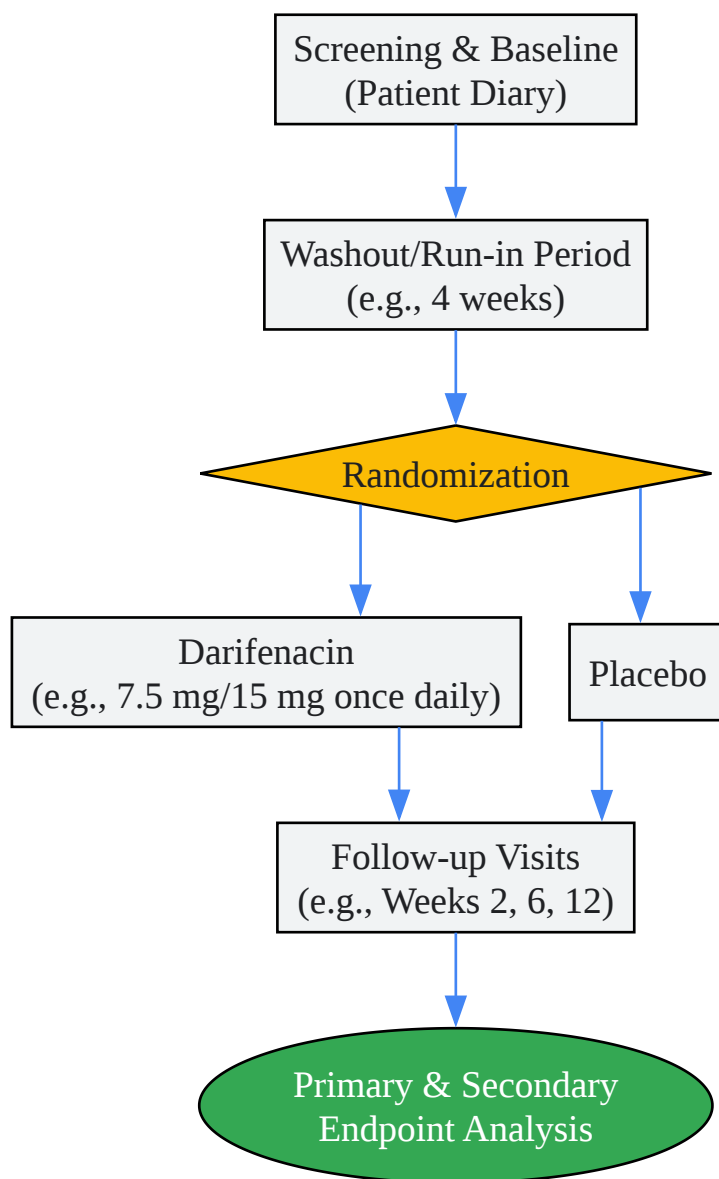 Screening & Baseline
(Patient Diary)
Washout/Run-in Period
(e.g., 4 weeks)
Randomization
Darifenacin
(e.g., 7.5 mg/15 mg once daily)
Placebo
Follow-up Visits
(e.g., Weeks 2, 6, 12)
Primary & Secondary
Endpoint Analysis